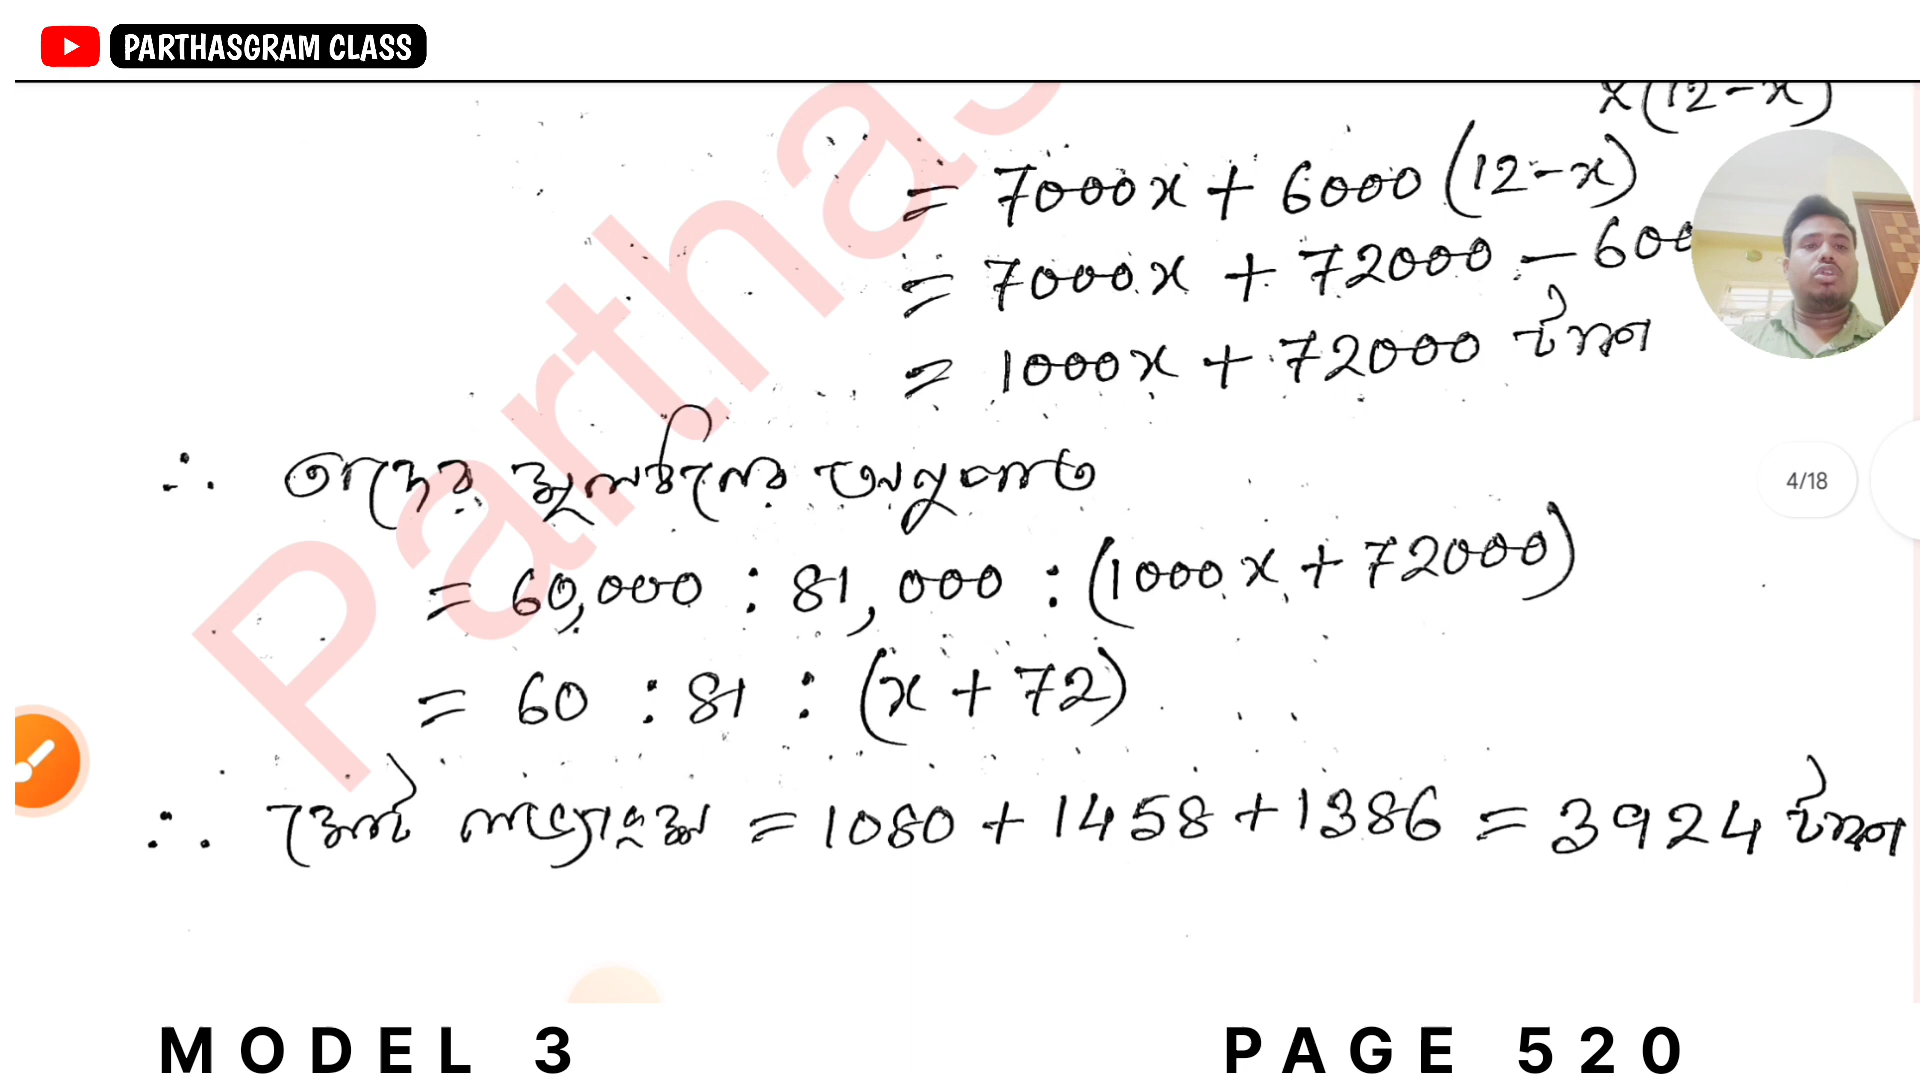 PARTHASGRAM CLASS
x(12-x)
= 7000x + 6000 (12-x)
= 7000x + 72000 - 600
= 1000x + 72000 টাকা
4/18
∴ তাদের মূলধনের অনুপাত
= 60,000 : 81,000 : (1000x + 72000)
= 60 : 81 : (x + 72)
∴ মোট লভ্যাংশ = 1080 + 1458 + 1386 = 3924 টাকা
Parthas
MODEL 3
PAGE 520